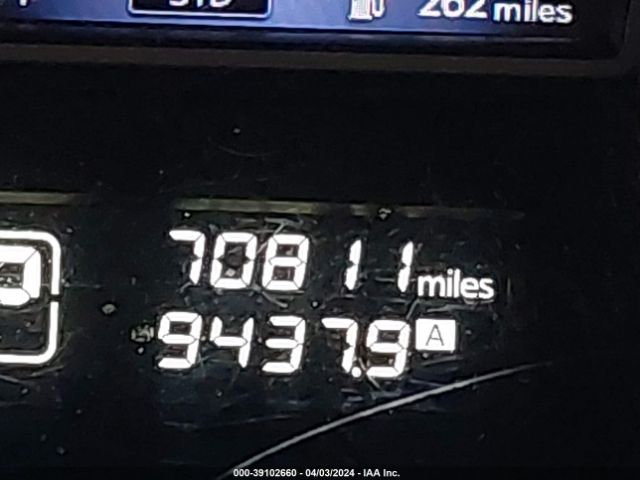 262 miles
70811 miles
9437.9 A
000-39102660 - 04/03/2024 - IAA Inc.